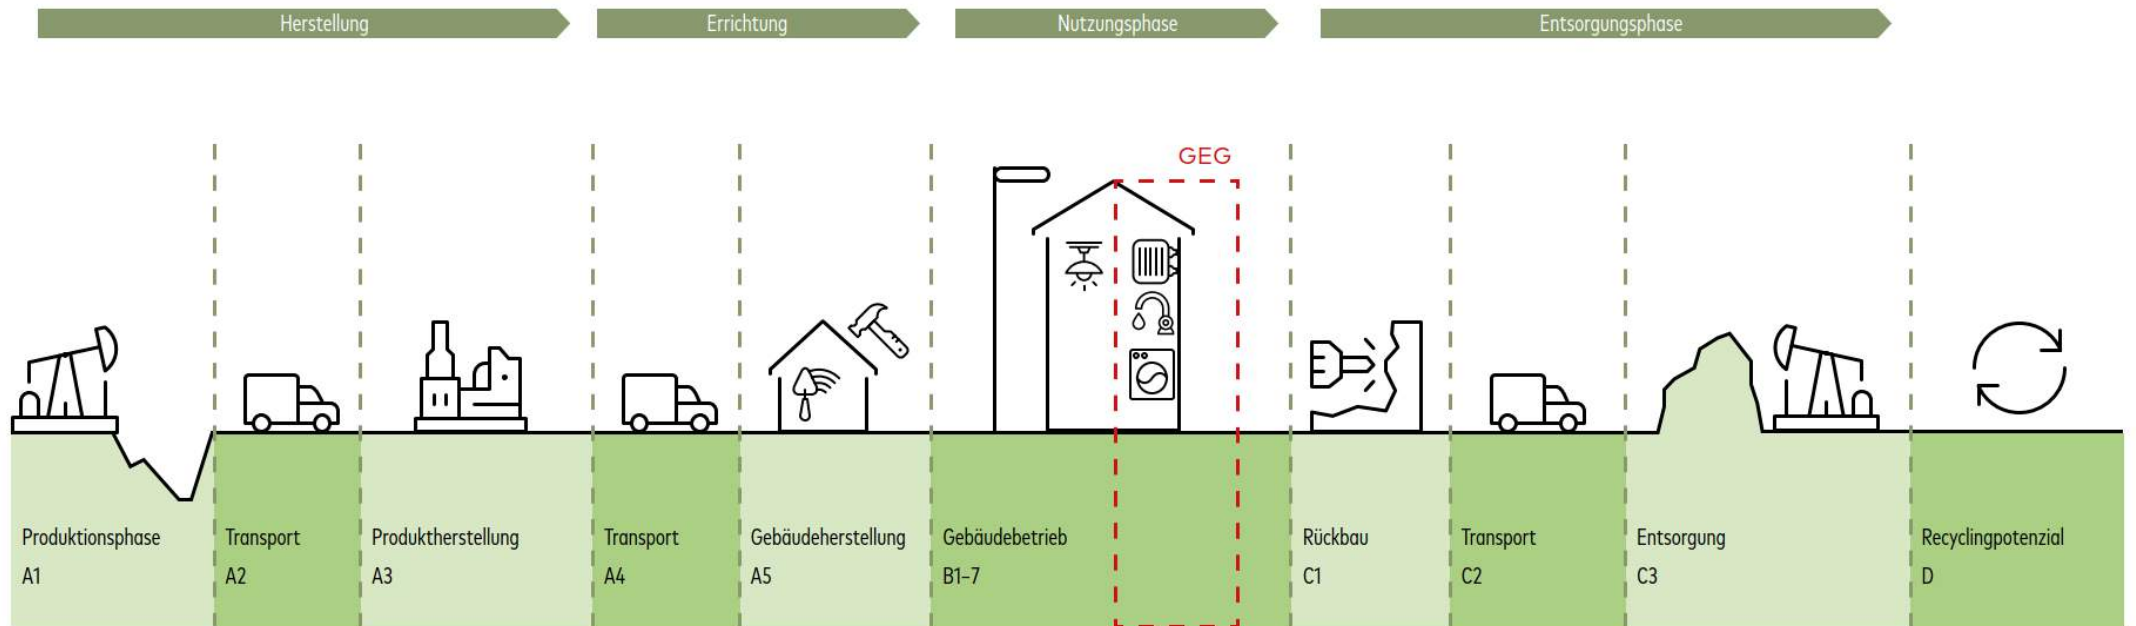 Herstellung
Errichtung
Nutzungsphase
Entsorgungsphase
GEG
Produktionsphase
A1
Transport
A2
Produktherstellung
A3
Transport
A4
Gebäudeherstellung
A5
Gebäudebetrieb
B1–7
Rückbau
C1
Transport
C2
Entsorgung
C3
Recyclingpotenzial
D